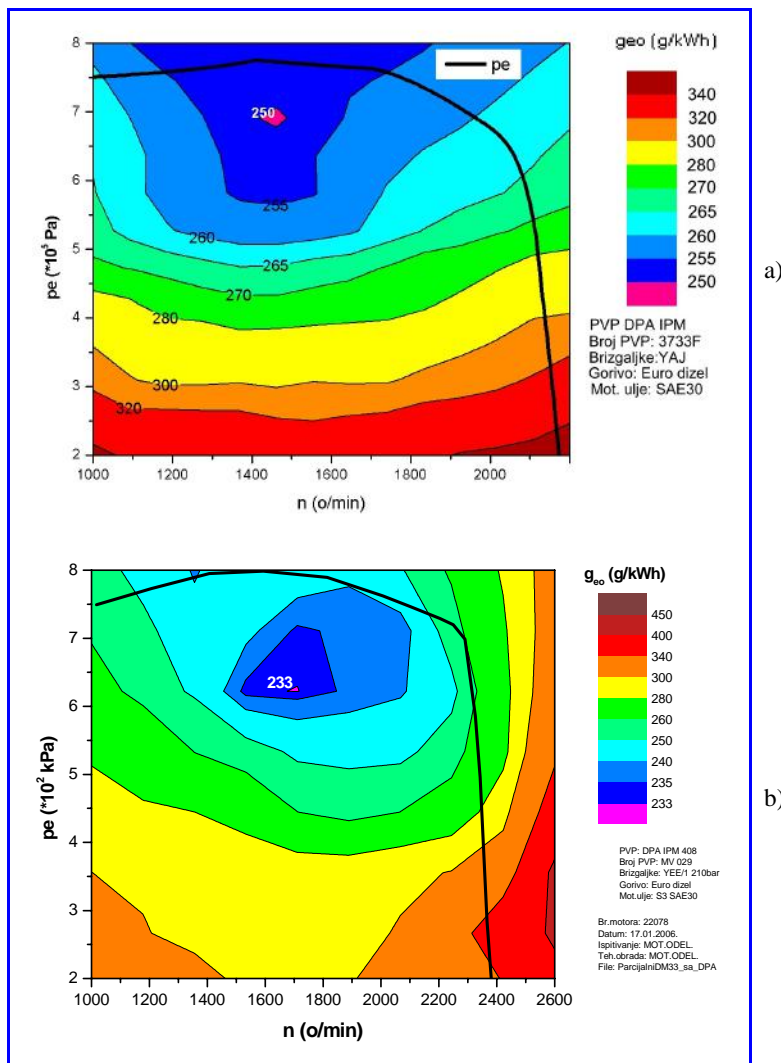 geo (g/kWh)
pe
8
7
6
5
4
3
2
pe (*10⁵ Pa)
250
255
260
265
270
280
300
320
1000
1200
1400
1600
1800
2000
n (o/min)
340
320
300
280
270
265
260
255
250
PVP DPA IPM
Broj PVP: 3733F
Brizgaljke:YAJ
Gorivo: Euro dizel
Mot. ulje: SAE30
a)
g_eo (g/kWh)
8
7
6
5
4
3
2
pe (*10² kPa)
233
1000
1200
1400
1600
1800
2000
2200
2400
2600
n (o/min)
450
400
340
300
280
260
250
240
235
233
PVP: DPA IPM 408
Broj PVP: MV 029
Brizgaljke: YEE/1 210bar
Gorivo: Euro dizel
Mot.ulje: S3 SAE30
Br.motora: 22078
Datum: 17.01.2006.
Ispitivanje: MOT.ODEL.
Teh.obrada: MOT.ODEL.
File: ParcijalniDM33_sa_DPA
b)